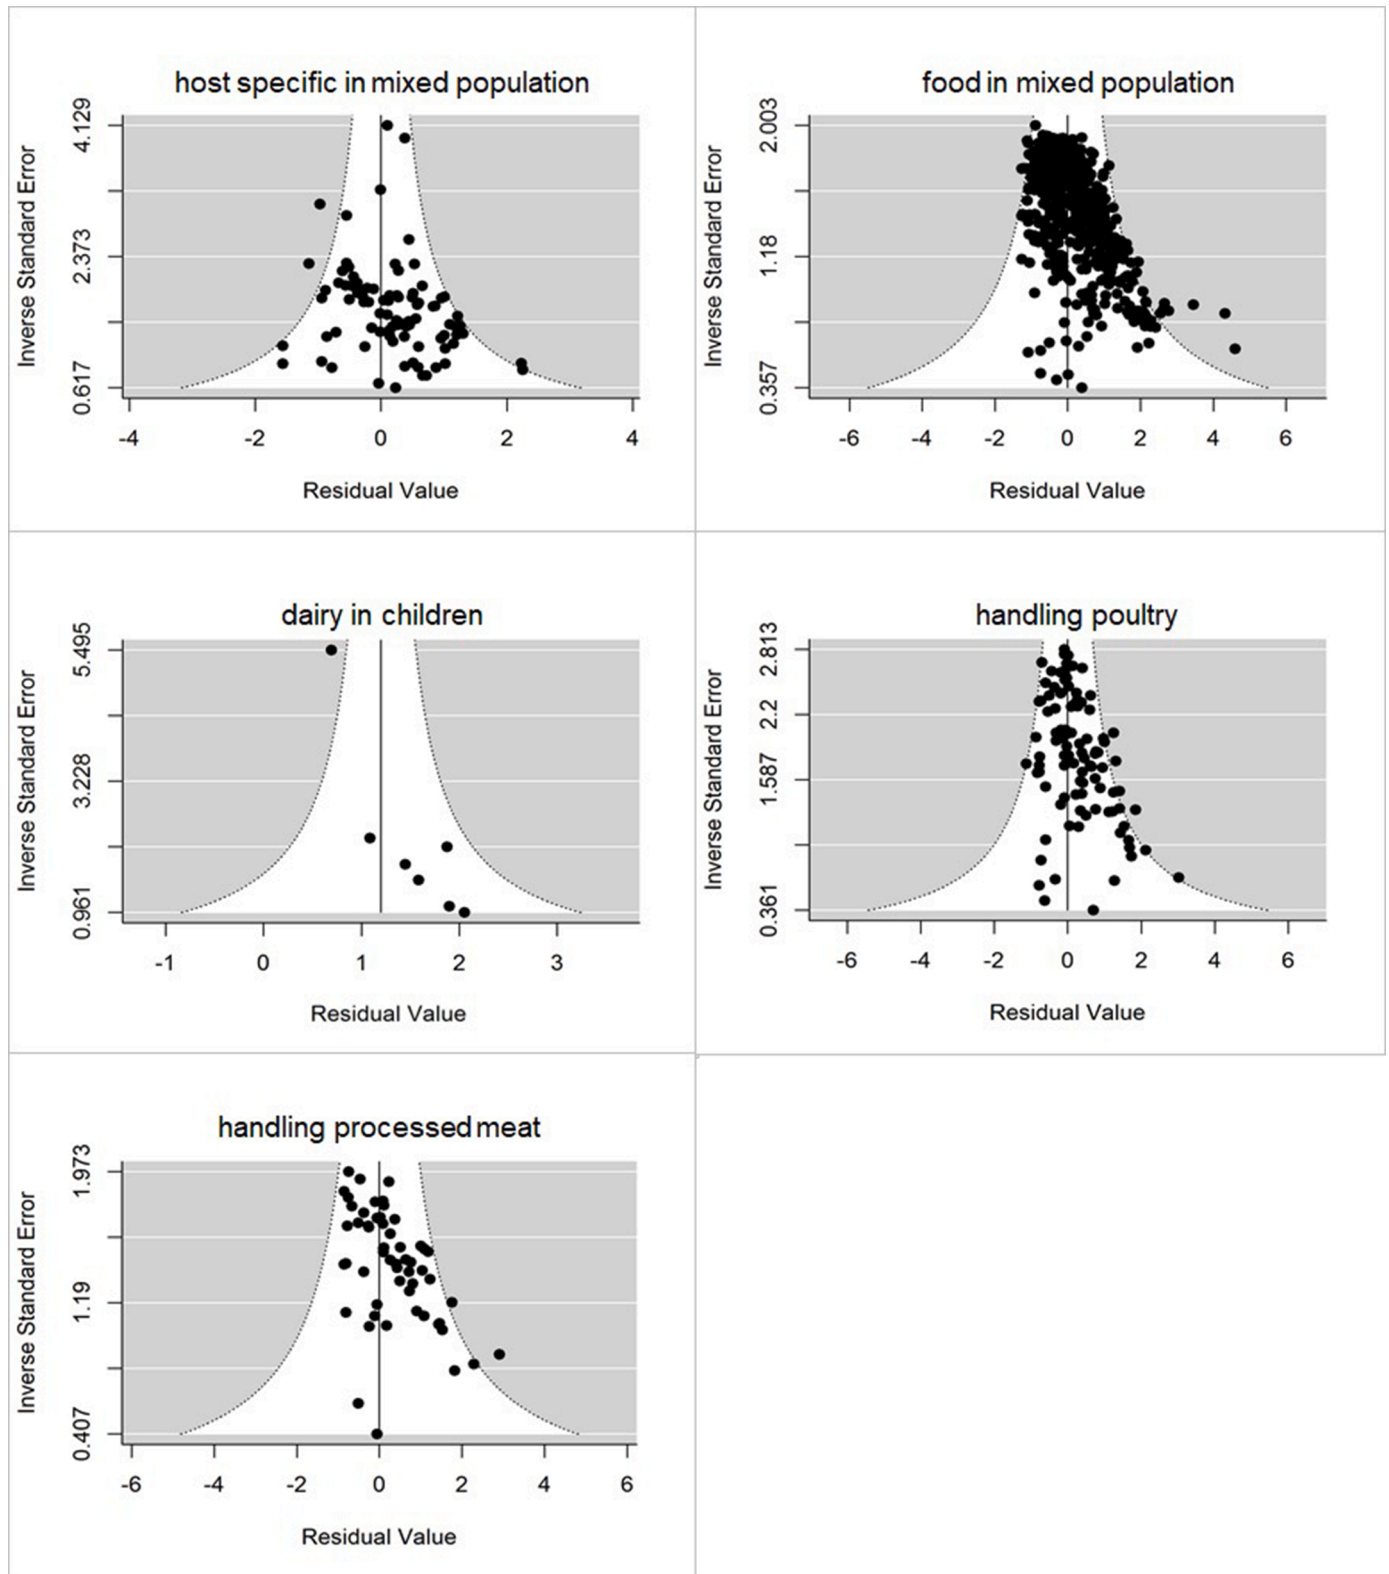 host specific in mixed population
Inverse Standard Error
4.129
2.373
0.617
-4 -2 0 2 4
Residual Value
food in mixed population
Inverse Standard Error
2.003
1.18
0.357
-6 -4 -2 0 2 4 6
Residual Value
dairy in children
Inverse Standard Error
5.495
3.228
0.961
-1 0 1 2 3
Residual Value
handling poultry
Inverse Standard Error
2.813
2.2
1.587
0.361
-6 -4 -2 0 2 4 6
Residual Value
handling processed meat
Inverse Standard Error
1.973
1.19
0.407
-6 -4 -2 0 2 4 6
Residual Value